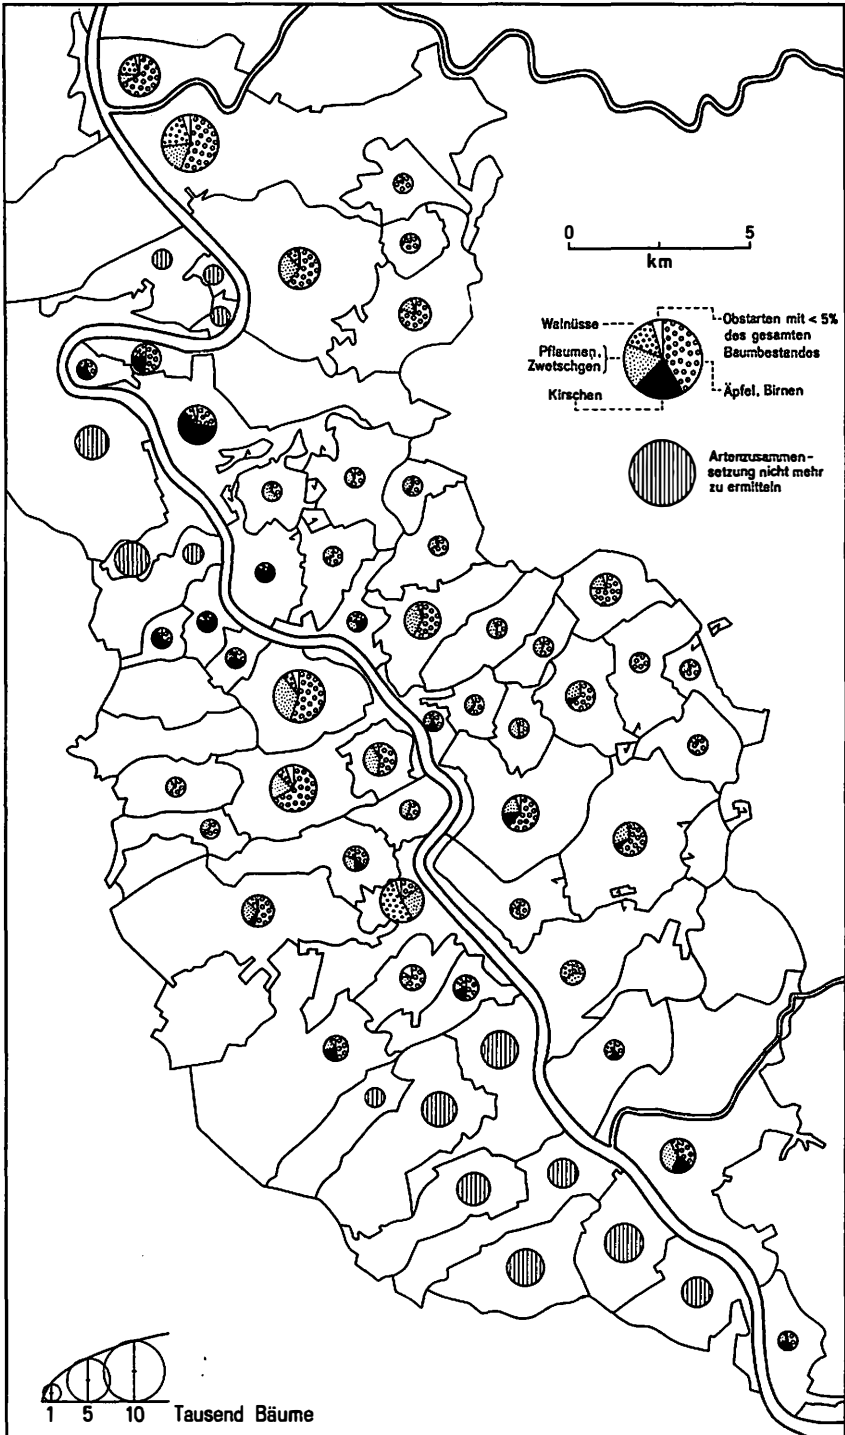 0 5
km
Walnüsse
Obstarten mit < 5%
des gesamten
Baumbestandes
Pflaumen,
Zwetschgen
Kirschen
Äpfel, Birnen
Artenzusammen-
setzung nicht mehr
zu ermitteln
1 5 10 Tausend Bäume